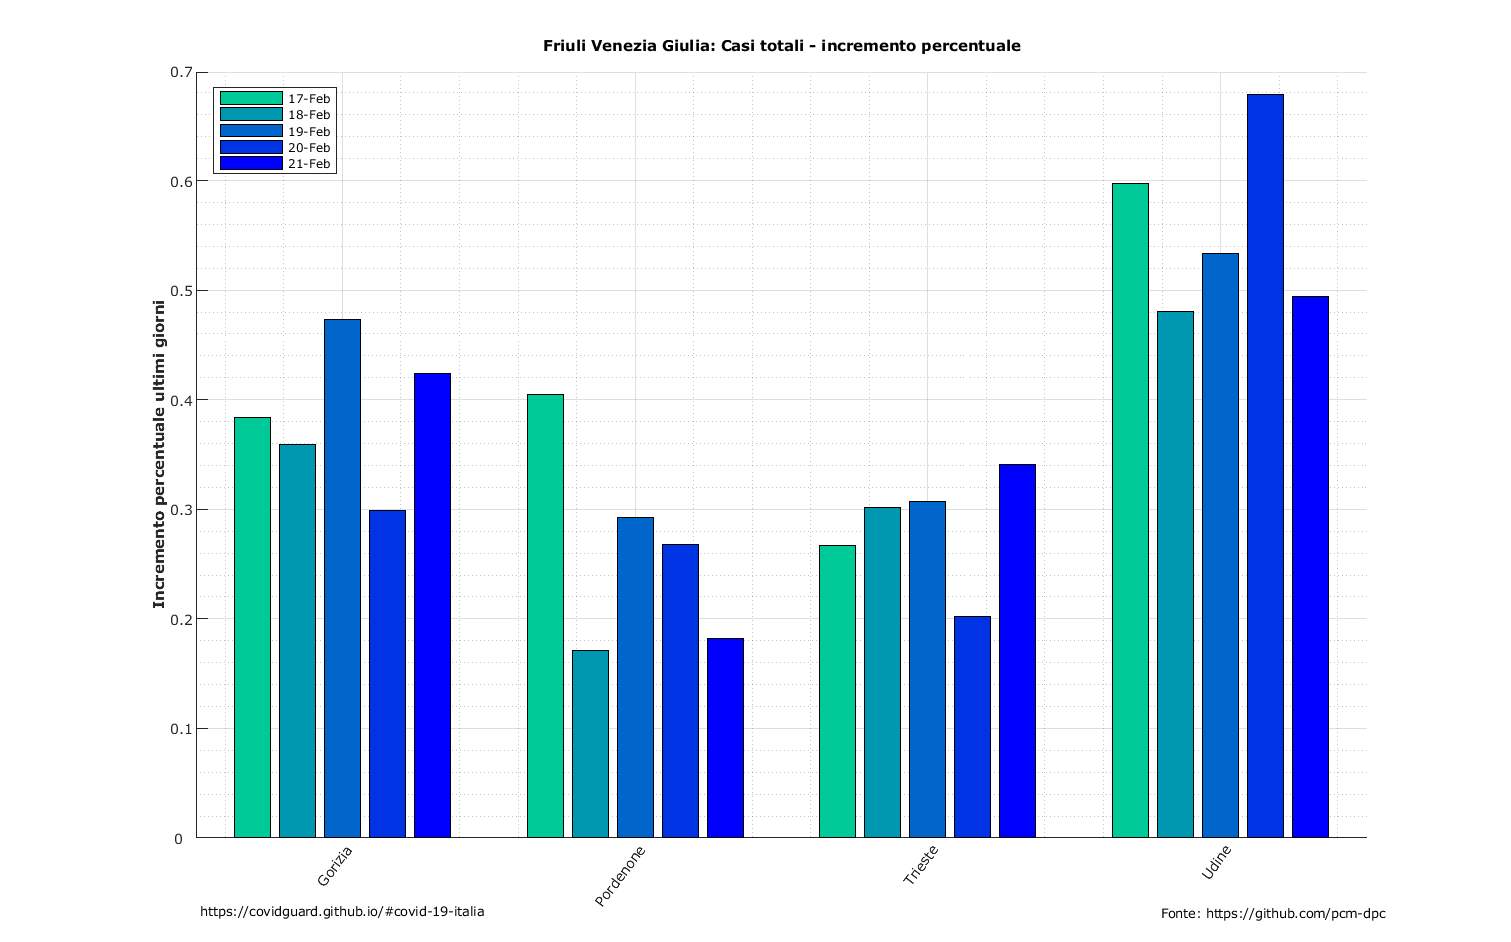 Friuli Venezia Giulia: Casi totali - incremento percentuale
0.7
0.6
0.5
0.4
0.3
0.2
0.1
0
Incremento percentuale ultimi giorni
17-Feb
18-Feb
19-Feb
20-Feb
21-Feb
Gorizia
Pordenone
Trieste
Udine
https://covidguard.github.io/#covid-19-italia
Fonte: https://github.com/pcm-dpc